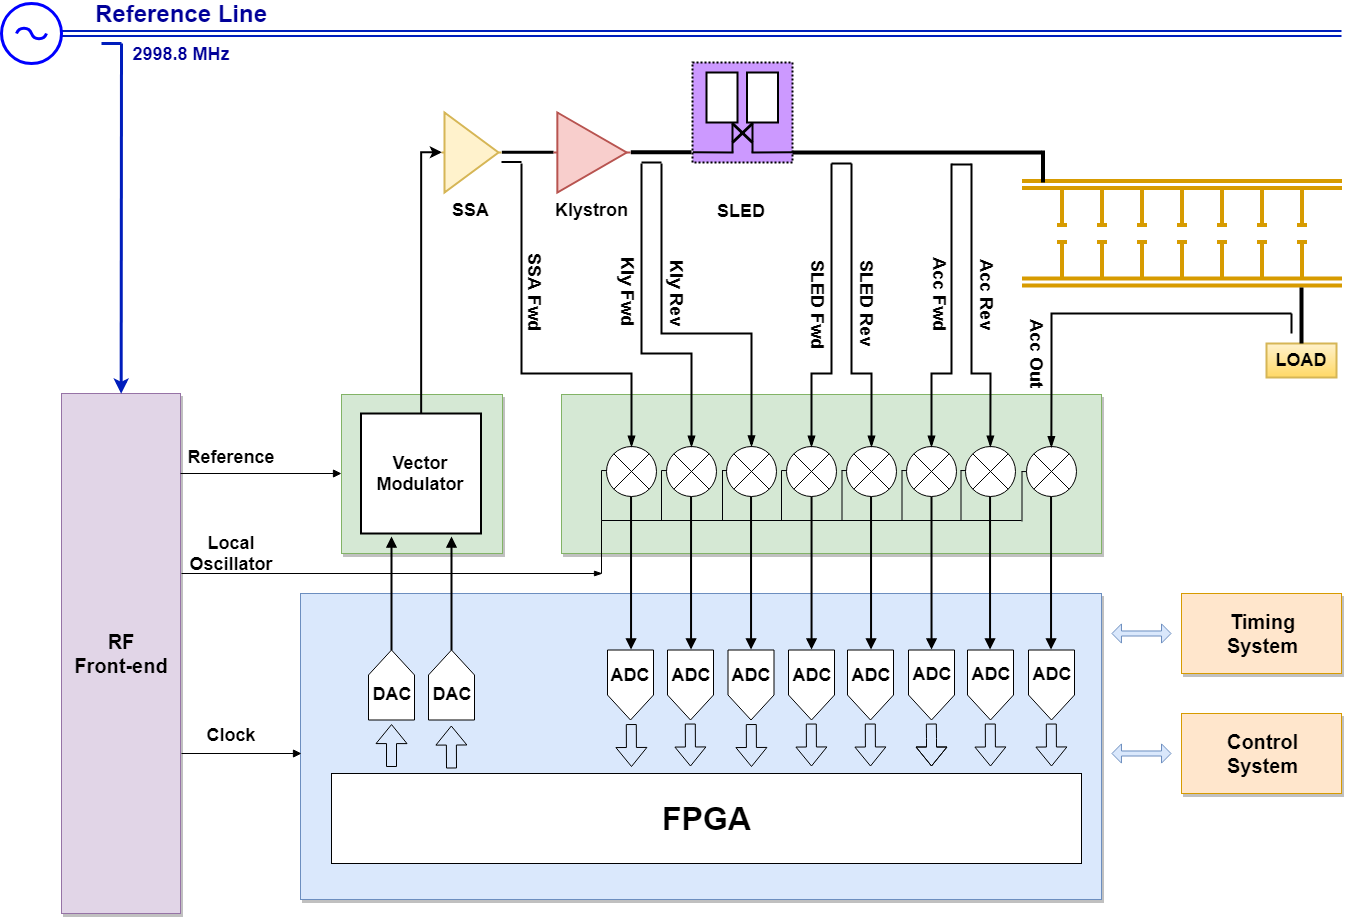 Reference Line
2998.8 MHz
SSA
Klystron
SLED
SSA Fwd
Kly Fwd
Kly Rev
SLED Fwd
SLED Rev
Acc Fwd
Acc Rev
Acc Out
LOAD
Reference
Vector
Modulator
Local
Oscillator
RF
Front-end
Clock
DAC
DAC
ADC
ADC
ADC
ADC
ADC
ADC
ADC
ADC
FPGA
Timing
System
Control
System